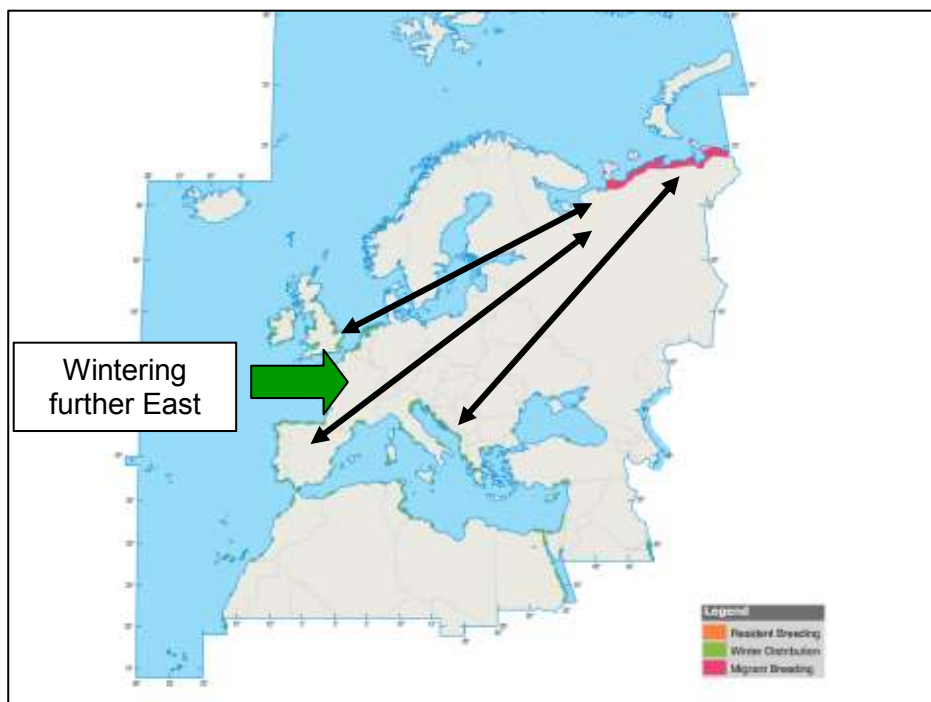 Wintering
further East
Legend
Resident Breeding
Winter Distribution
Migrant Breeding